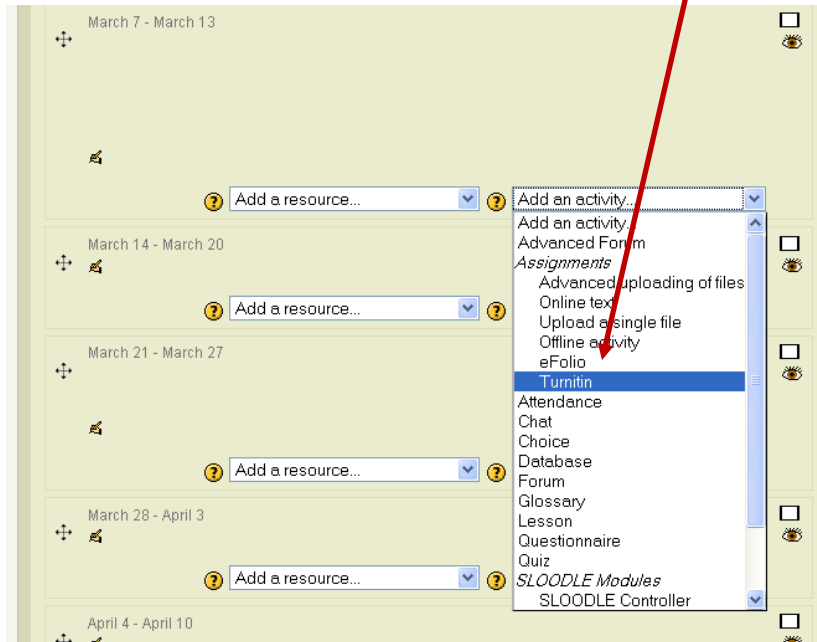 March 7 - March 13
Add a resource...
Add an activity...
Add an activity...
Advanced Forum
Assignments
Advanced uploading of files
Online text
Upload a single file
Offline activity
eFolio
Turnitin
Attendance
Chat
Choice
Database
Forum
Glossary
Lesson
Questionnaire
Quiz
SLOODLE Modules
SLOODLE Controller
March 14 - March 20
Add a resource...
March 21 - March 27
Add a resource...
March 28 - April 3
Add a resource...
April 4 - April 10